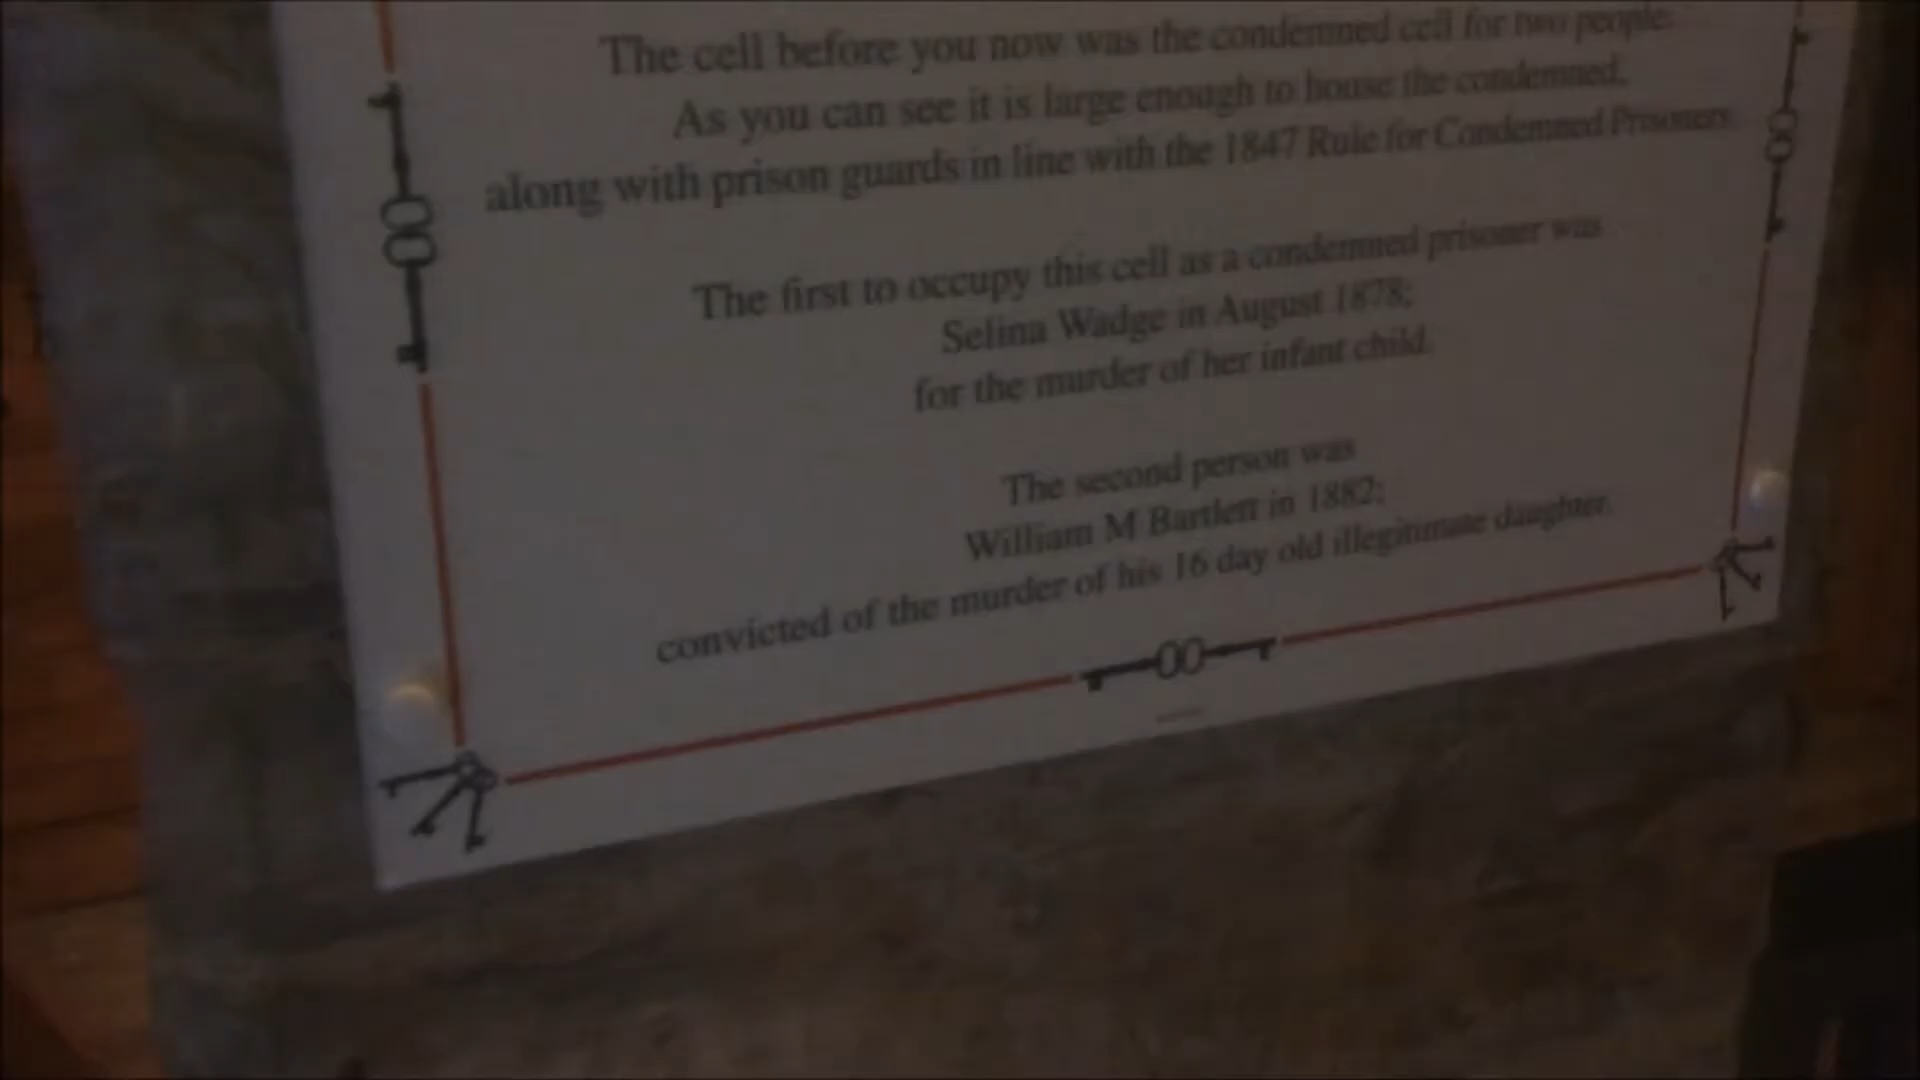 The cell before you now was the condemned cell for two people.
As you can see it is large enough to house the condemned,
along with prison guards in line with the 1847 Rule for Condemned Prisoners
The first to occupy this cell as a condemned prisoner was
Selina Wadge in August 1878;
for the murder of her infant child.
The second person was
William M Bartlett in 1882;
convicted of the murder of his 16 day old illegitimate daughter.